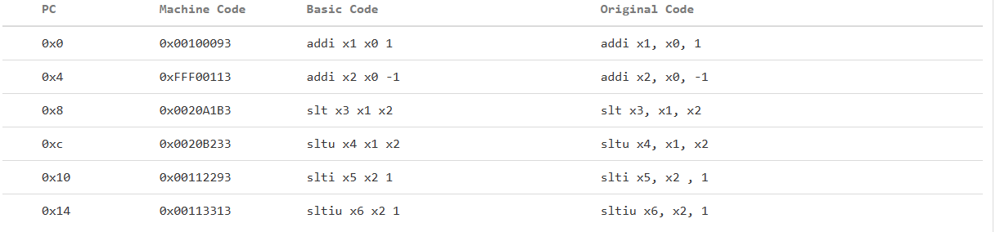 PC Machine Code Basic Code Original Code
0x0 0x00100093 addi x1 x0 1 addi x1, x0, 1
0x4 0xFFF00113 addi x2 x0 -1 addi x2, x0, -1
0x8 0x0020A1B3 slt x3 x1 x2 slt x3, x1, x2
0xc 0x0020B233 sltu x4 x1 x2 sltu x4, x1, x2
0x10 0x00112293 slti x5 x2 1 slti x5, x2 , 1
0x14 0x00113313 sltiu x6 x2 1 sltiu x6, x2, 1